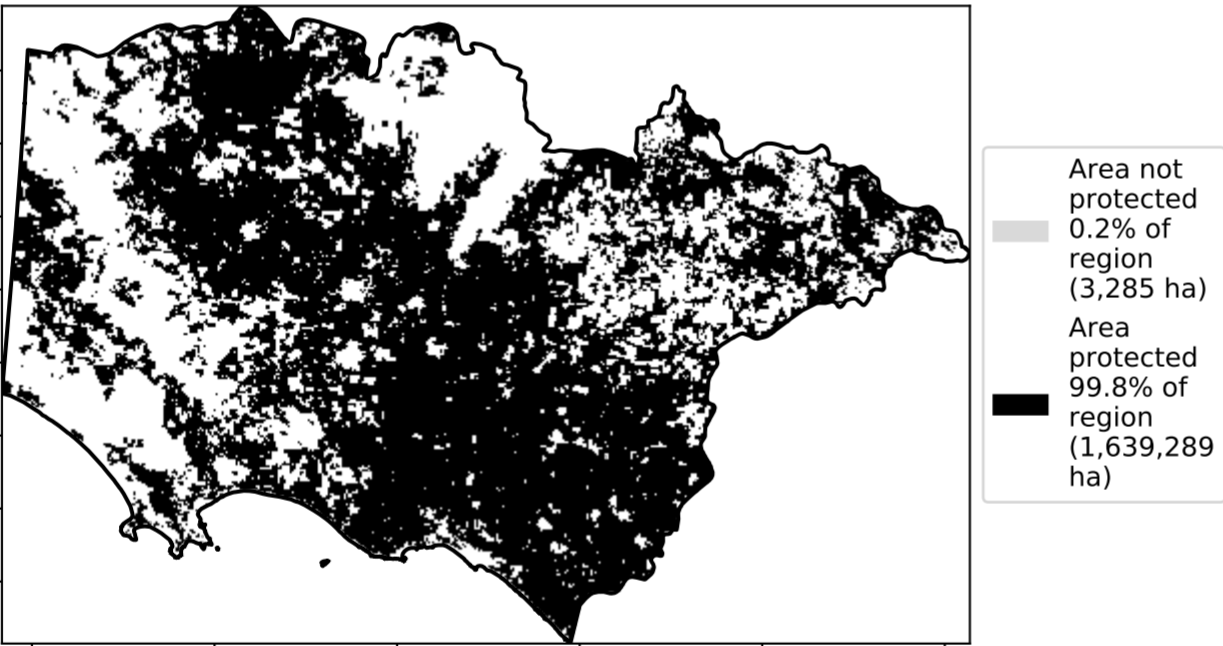 Area not
protected
0.2% of
region
(3,285 ha)
Area
protected
99.8% of
region
(1,639,289
ha)